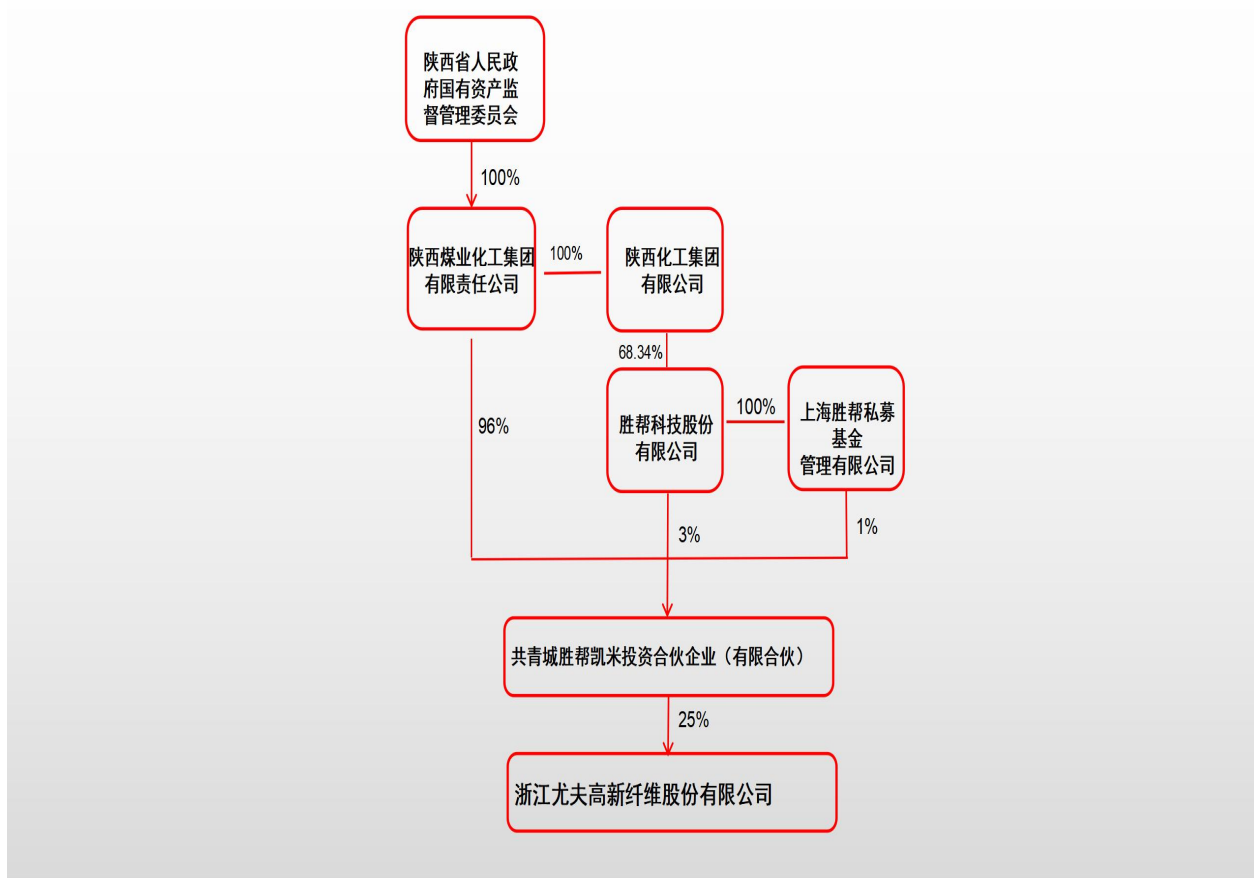 陕西省人民政
府国有资产监
督管理委员会
100%
陕西煤业化工集团
有限责任公司
100%
陕西化工集团
有限公司
68.34%
96%
胜帮科技股份
有限公司
100%
上海胜帮私募
基金
管理有限公司
3%
1%
共青城胜帮凯米投资合伙企业（有限合伙）
25%
浙江尤夫高新纤维股份有限公司